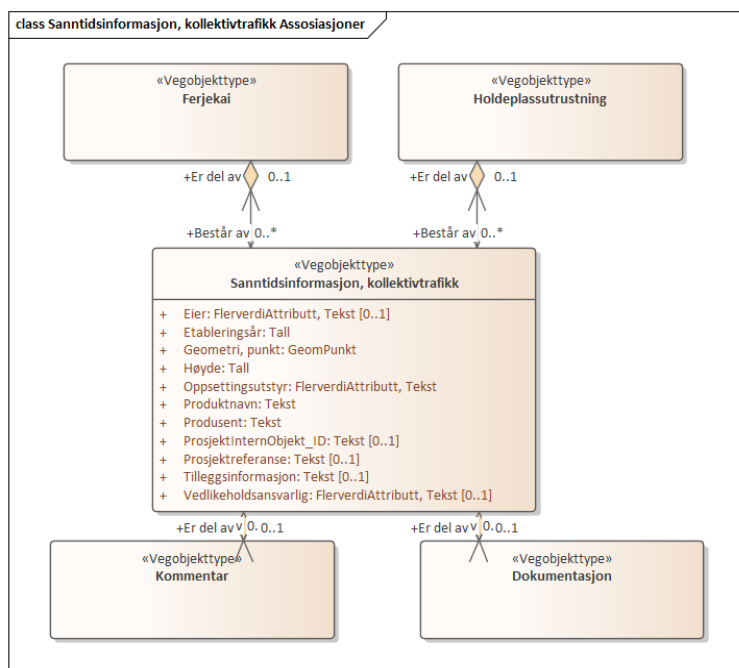 class Sanntidsinformasjon, kollektivtrafikk Assosiasjoner
«Vegobjekttype»
Ferjekai
«Vegobjekttype»
Holdeplassutrustning
+Er del av 0..1
+Er del av 0..1
+Består av 0..*
+Består av 0..*
«Vegobjekttype»
Sanntidsinformasjon, kollektivtrafikk
+ Eier: FlerverdiAttributt, Tekst [0..1]
+ Etableringsår: Tall
+ Geometri, punkt: GeomPunkt
+ Høyde: Tall
+ Oppsettingsutstyr: FlerverdiAttributt, Tekst
+ Produktnavn: Tekst
+ Produsent: Tekst
+ ProsjektInternObjekt_ID: Tekst [0..1]
+ Prosjektreferanse: Tekst [0..1]
+ Tilleggsinformasjon: Tekst [0..1]
+ Vedlikeholdsansvarlig: FlerverdiAttributt, Tekst [0..1]
+Er del av v 0. 0..1
+Er del av v 0. 0..1
«Vegobjekttype»
Kommentar
«Vegobjekttype»
Dokumentasjon